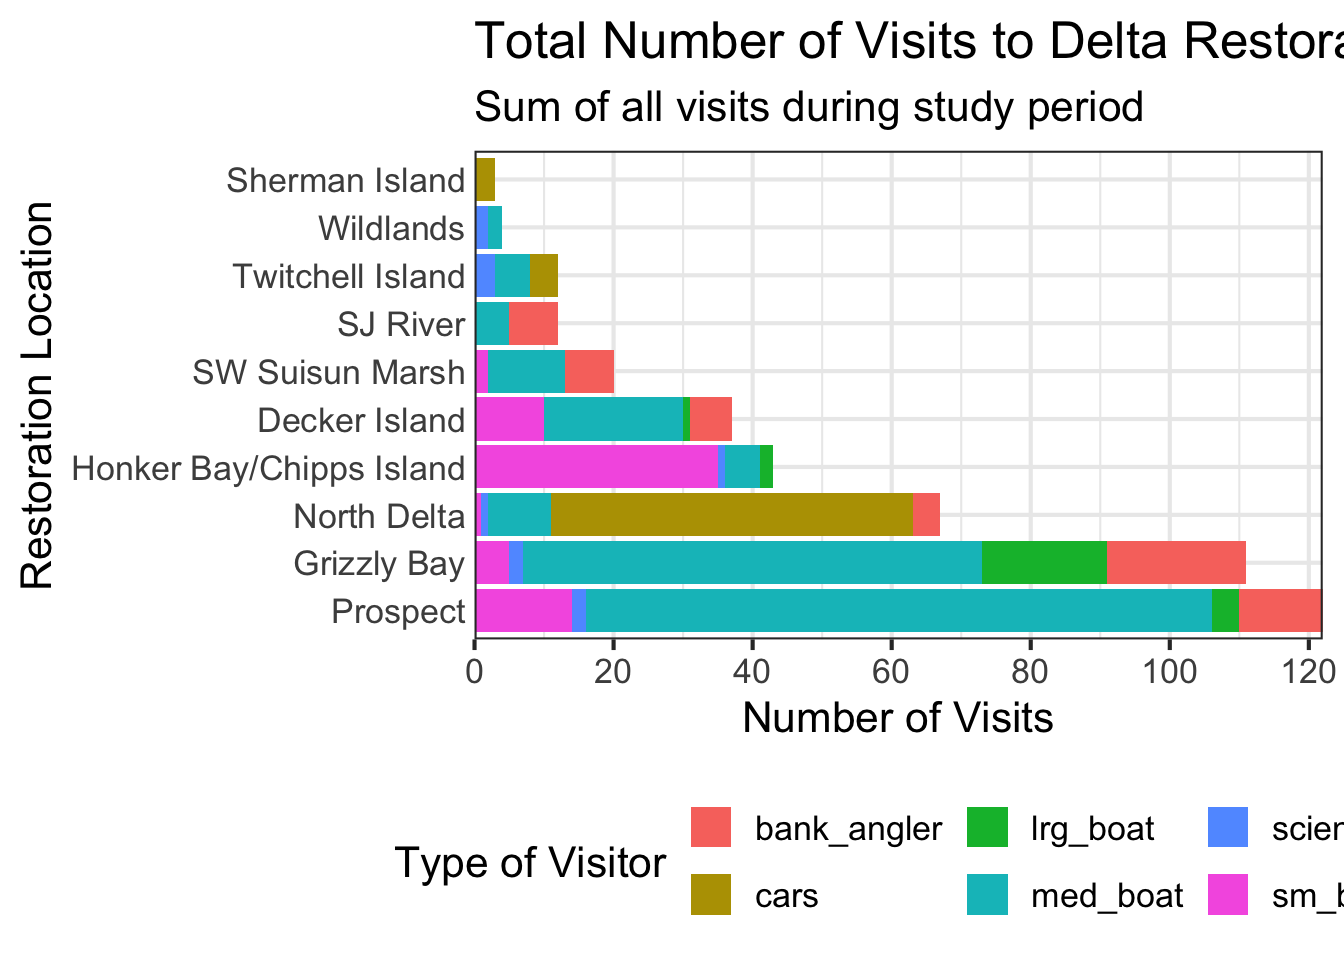 Total Number of Visits to Delta Restora
Sum of all visits during study period
Restoration Location
Sherman Island
Wildlands
Twitchell Island
SJ River
SW Suisun Marsh
Decker Island
Honker Bay/Chipps Island
North Delta
Grizzly Bay
Prospect
0 20 40 60 80 100 120
Number of Visits
Type of Visitor
bank_angler lrg_boat scien
cars med_boat sm_b